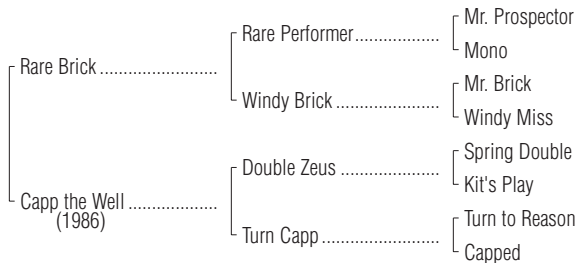 Mr. Prospector
Rare Performer..................
Mono
Rare Brick.........................
Mr. Brick
Windy Brick......................
Windy Miss
Spring Double
Double Zeus .....................
Kit's Play
Capp the Well ...................
(1986)
Turn to Reason
Turn Capp.........................
Capped